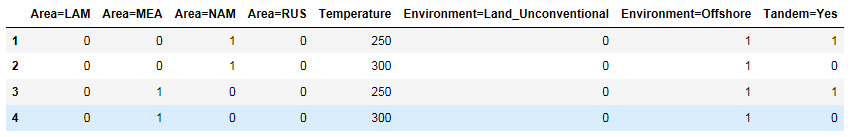 Area=LAM Area=MEA Area=NAM Area=RUS Temperature Environment=Land_Unconventional Environment=Offshore Tandem=Yes
1 0 0 1 0 250 0 1 1
2 0 0 1 0 300 0 1 0
3 0 1 0 0 250 0 1 1
4 0 1 0 0 300 0 1 0